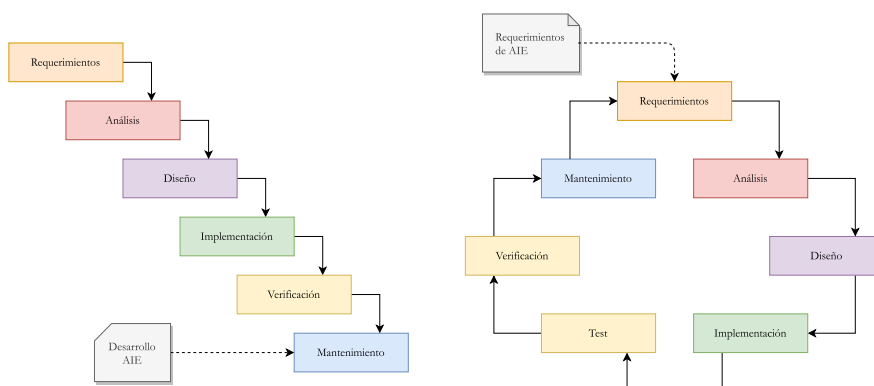 Requerimientos
Análisis
Diseño
Implementación
Verificación
Desarrollo
AIE
Mantenimiento
Requerimientos
de AIE
Requerimientos
Mantenimiento
Análisis
Verificación
Diseño
Test
Implementación